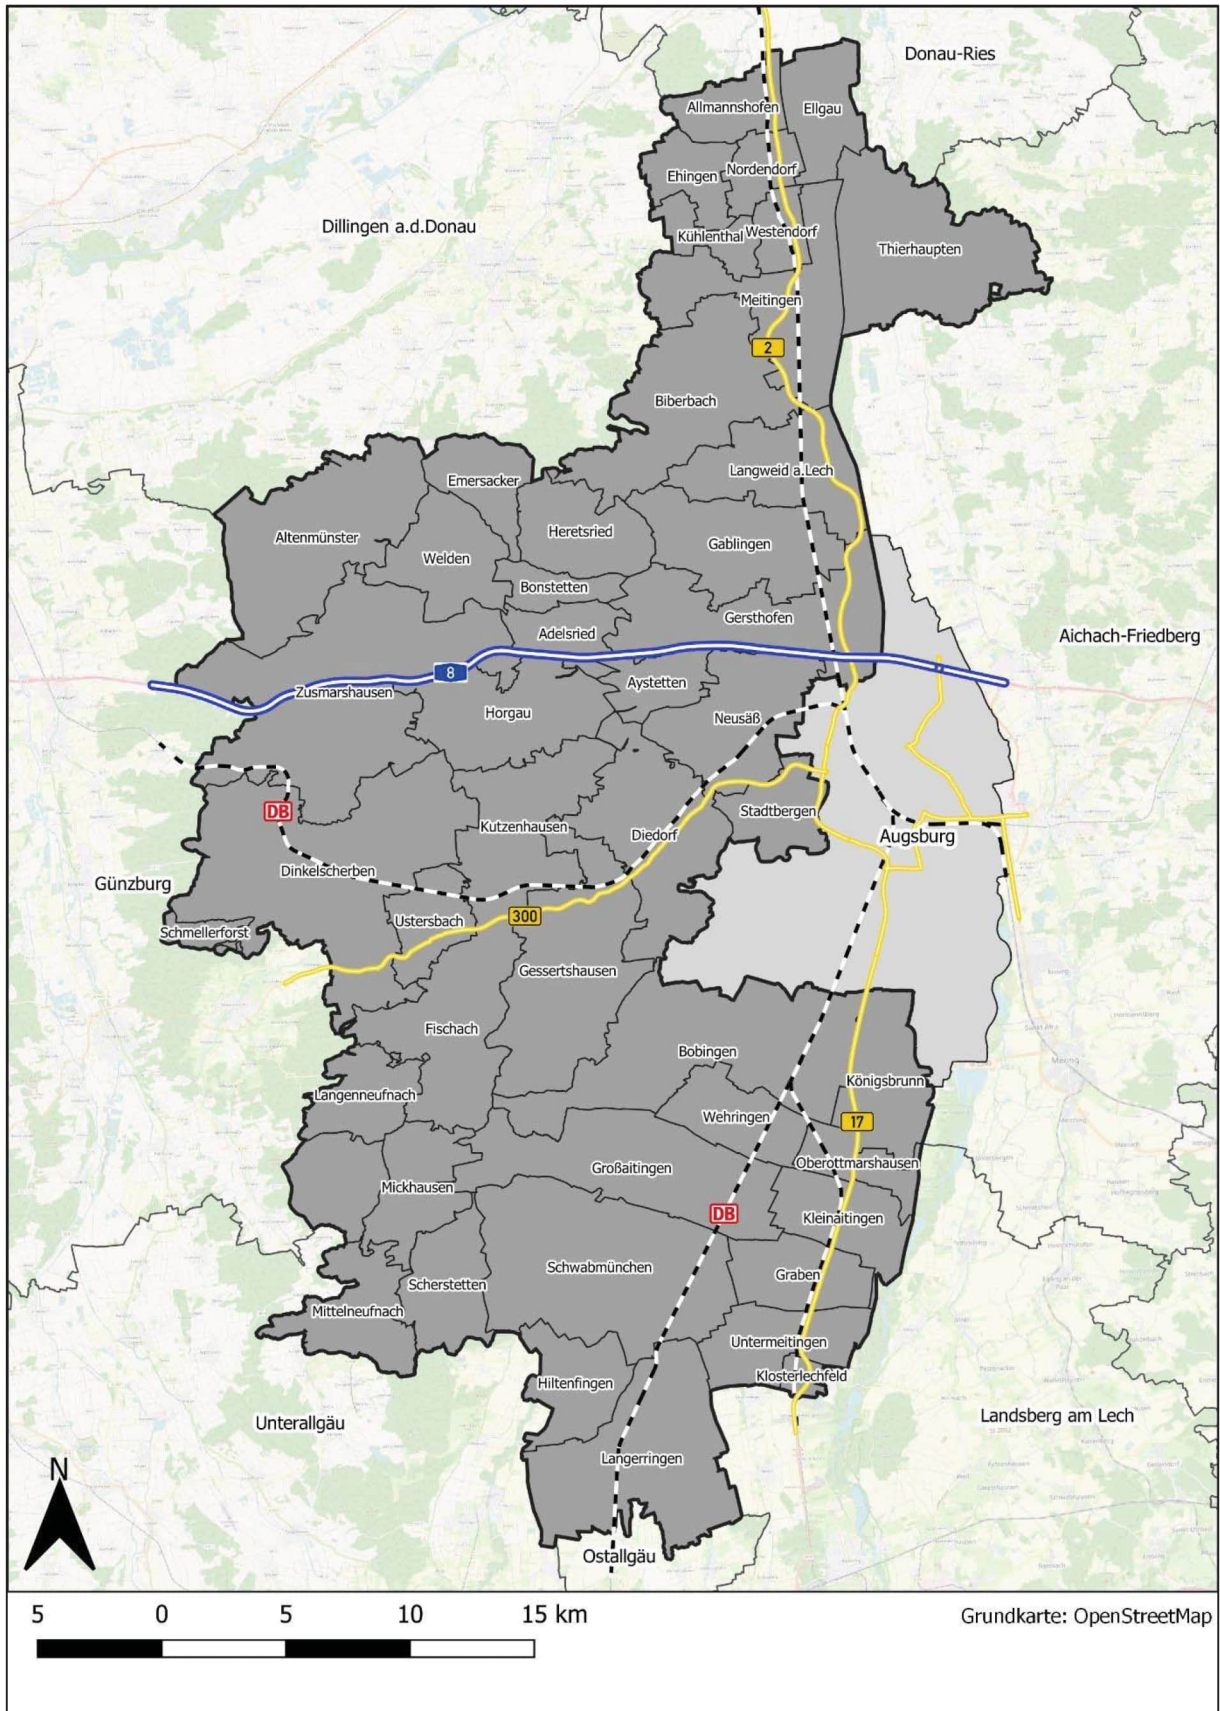 Donau-Ries
Allmannshofen
Ellgau
Nordendorf
Ehingen
Dillingen a.d.Donau
Kühlenthal
Westendorf
Thierhaupten
Meitingen
2
Biberbach
Langweid a.Lech
Emersacker
Altenmünster
Heretsried
Gablingen
Welden
Bonstetten
Gersthofen
Adelsried
Aichach-Friedberg
8
Aystetten
Zusmarshausen
Horgau
Neusäß
DB
Stadtbergen
Kutzenhausen
Diedorf
Augsburg
Dinkelscherben
Günzburg
300
Ustersbach
Schmellerforst
Gessertshausen
Fischach
Bobingen
Königsbrunn
Langenneufnach
Wehringen
17
Oberottmarshausen
Großaitingen
Mickhausen
DB
Kleinaitingen
Schwabmünchen
Graben
Scherstetten
Mittelneufnach
Untermeitingen
Klosterlechfeld
Hiltenfingen
Unterallgäu
Landsberg am Lech
Langerringen
N
Ostallgäu
5 0 5 10 15 km
Grundkarte: OpenStreetMap